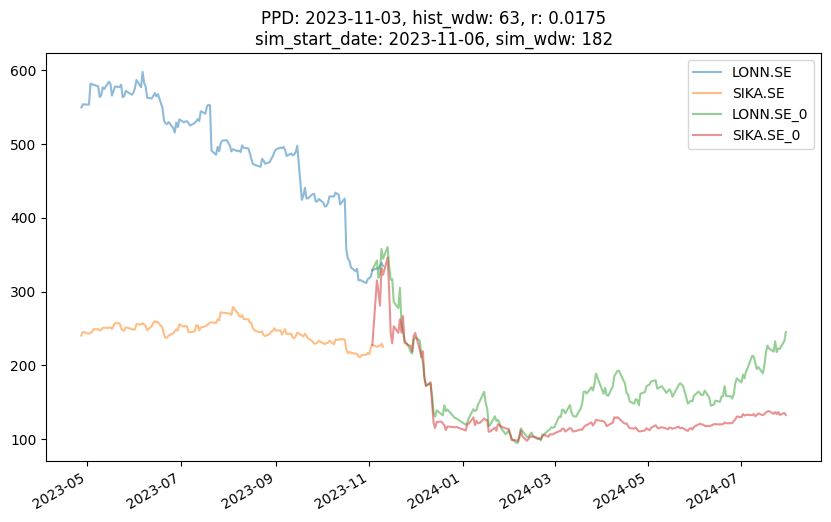 PPD: 2023-11-03, hist_wdw: 63, r: 0.0175
sim_start_date: 2023-11-06, sim_wdw: 182
600
500
400
300
200
100
LONN.SE
SIKA.SE
LONN.SE_0
SIKA.SE_0
2023-05
2023-07
2023-09
2023-11
2024-01
2024-03
2024-05
2024-07